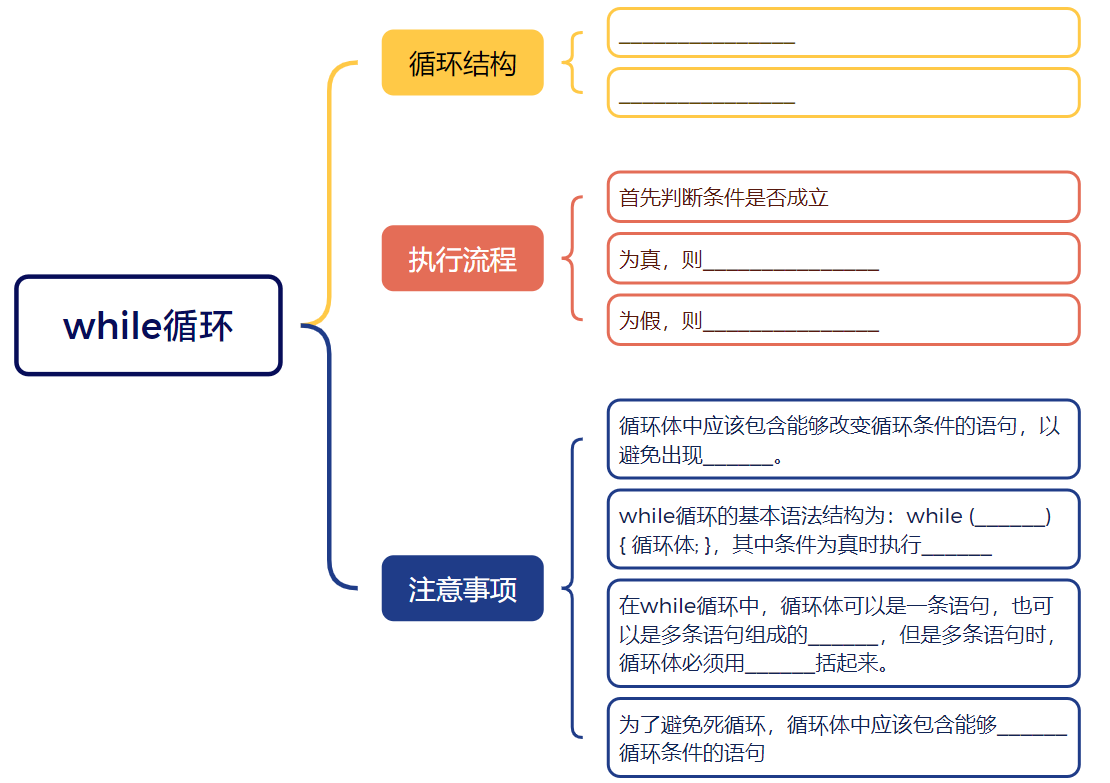 while循环
循环结构
_______________
_______________
执行流程
首先判断条件是否成立
为真，则_______________
为假，则_______________
注意事项
循环体中应该包含能够改变循环条件的语句，以
避免出现______。
while循环的基本语法结构为：while (______)
{ 循环体; }，其中条件为真时执行______
在while循环中，循环体可以是一条语句，也可
以是多条语句组成的______，但是多条语句时，
循环体必须用______括起来。
为了避免死循环，循环体中应该包含能够______
循环条件的语句